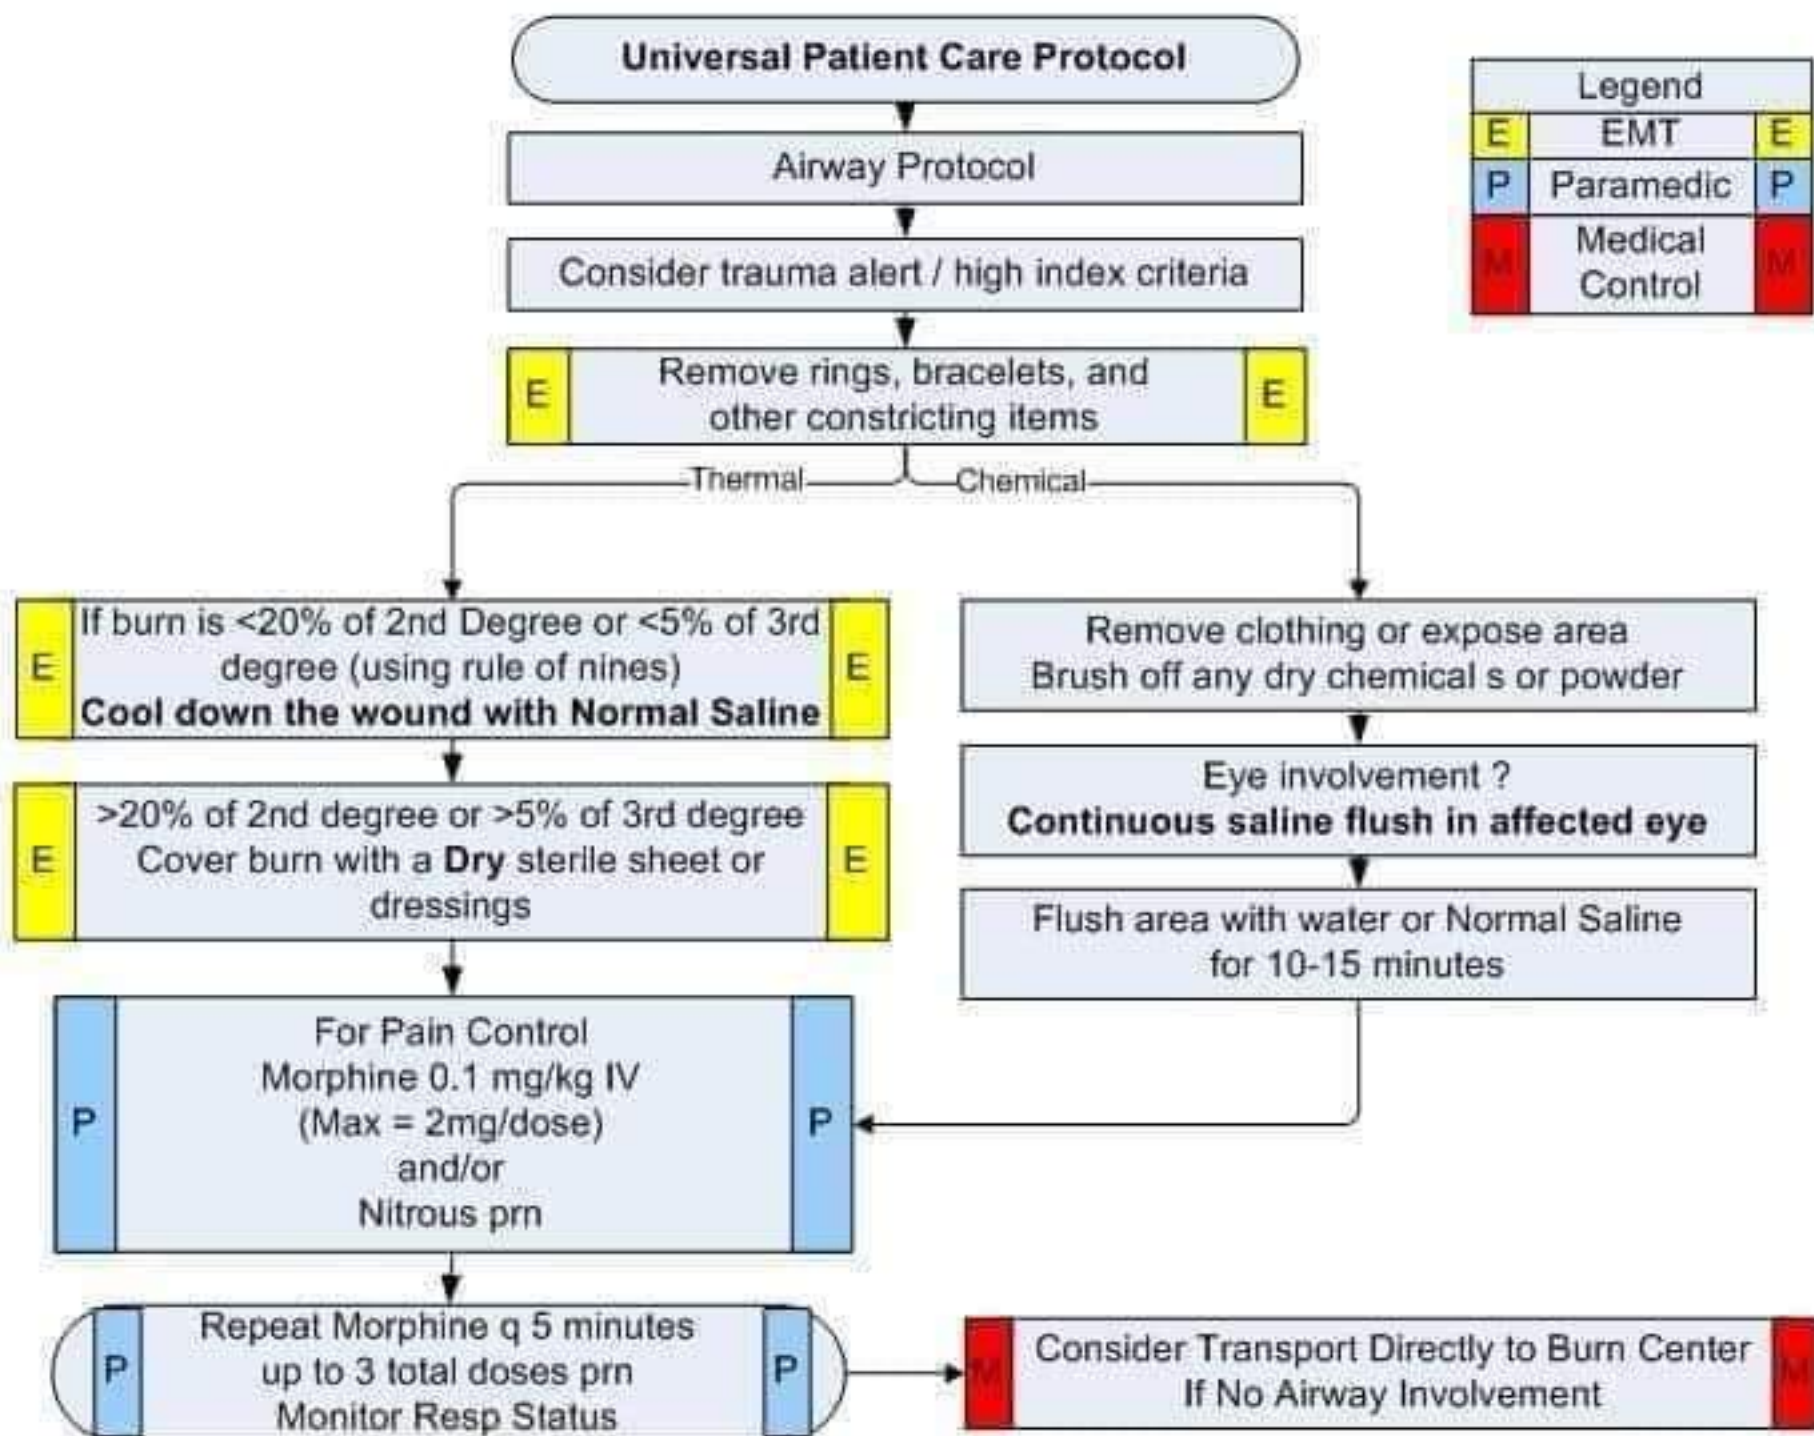 Universal Patient Care Protocol
Legend
E EMT E
P Paramedic P
M Medical Control M
Airway Protocol
Consider trauma alert / high index criteria
E Remove rings, bracelets, and E
other constricting items
Thermal Chemical
If burn is <20% of 2nd Degree or <5% of 3rd
E degree (using rule of nines) E
Cool down the wound with Normal Saline
>20% of 2nd degree or >5% of 3rd degree
E Cover burn with a Dry sterile sheet or E
dressings
Remove clothing or expose area
Brush off any dry chemical s or powder
Eye involvement ?
Continuous saline flush in affected eye
Flush area with water or Normal Saline
for 10-15 minutes
For Pain Control
Morphine 0.1 mg/kg IV
P (Max = 2mg/dose) P
and/or
Nitrous prn
Repeat Morphine q 5 minutes
P up to 3 total doses prn P
Monitor Resp Status
M Consider Transport Directly to Burn Center M
If No Airway Involvement